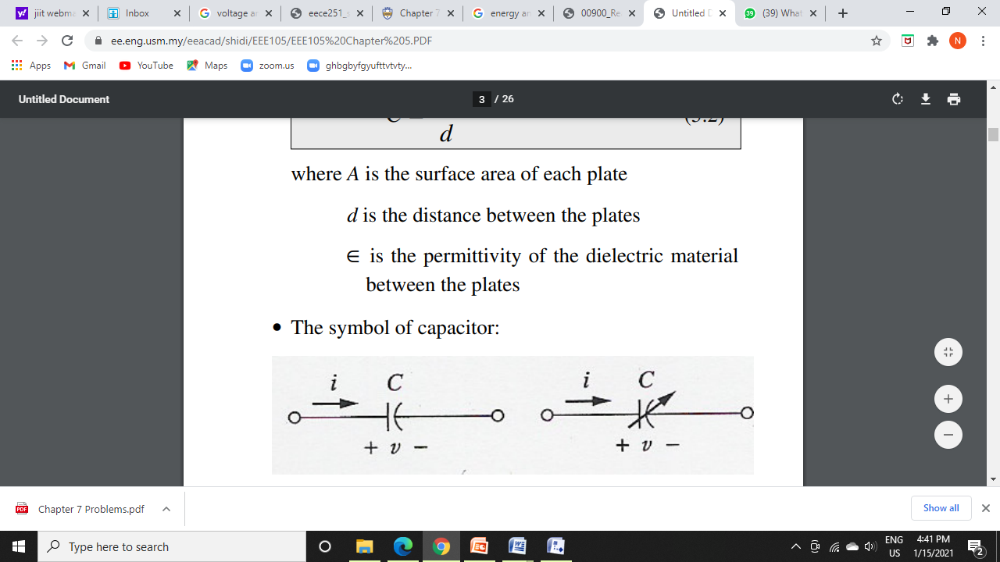 jiit webma
Inbox
voltage ar
eece251_s
Chapter 7
energy an
00900_Re
Untitled D
(39) What
ee.eng.usm.my/eeacad/shidi/EEE105/EEE105%20Chapter%205.PDF
N
Apps
Gmail
YouTube
Maps
zoom.us
ghbgbyfgyufttvtvty...
Untitled Document
3 / 26
d
where A is the surface area of each plate
d is the distance between the plates
∈ is the permittivity of the dielectric material
between the plates
• The symbol of capacitor:
i C
+ v −
i C
+ v −
PDF
Chapter 7 Problems.pdf
Show all
Type here to search
ENG
US
4:41 PM
1/15/2021
2